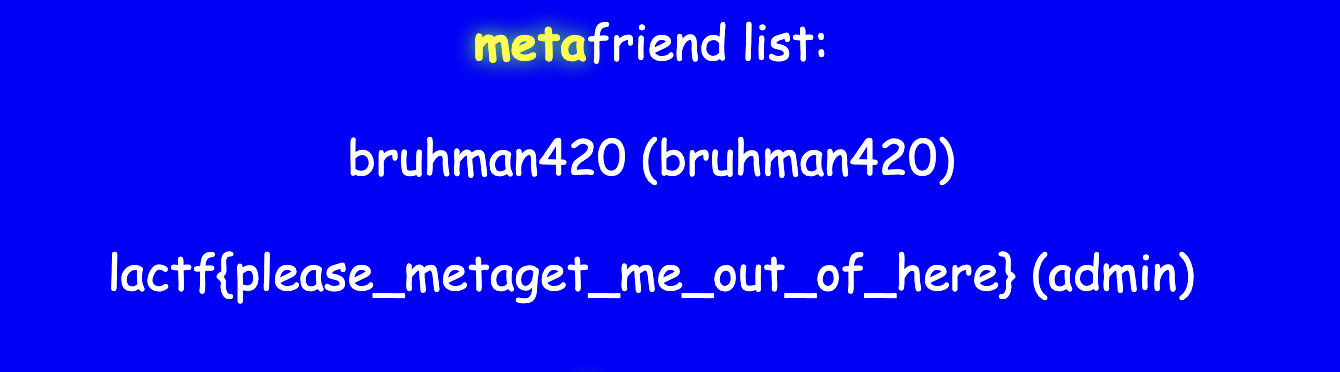 metafriend list:
bruhman420 (bruhman420)
lactf{please_metaget_me_out_of_here} (admin)